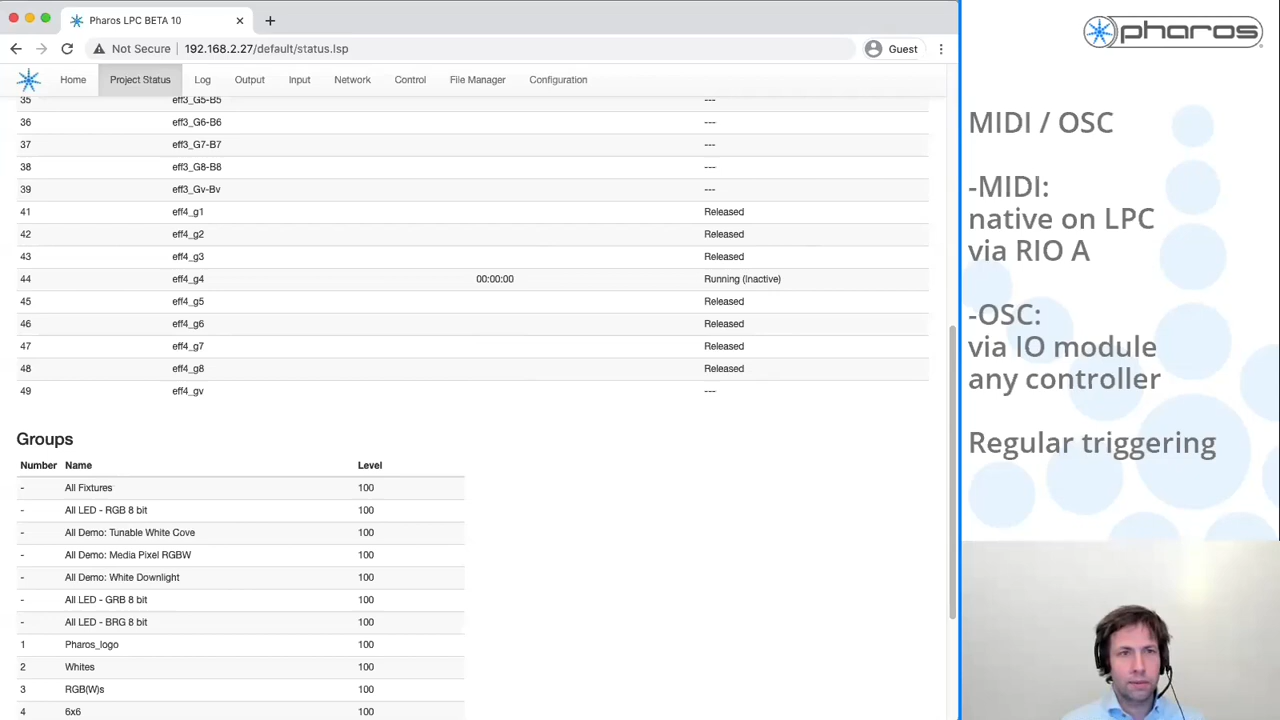 Pharos LPC BETA 10
Not Secure 192.168.2.27/default/status.lsp Guest
Home Project Status Log Output Input Network Control File Manager Configuration
35 eff3_G5-B5 ---
36 eff3_G6-B6 ---
37 eff3_G7-B7 ---
38 eff3_G8-B8 ---
39 eff3_Gv-Bv ---
41 eff4_g1 Released
42 eff4_g2 Released
43 eff4_g3 Released
44 eff4_g4 00:00:00 Running (Inactive)
45 eff4_g5 Released
46 eff4_g6 Released
47 eff4_g7 Released
48 eff4_g8 Released
49 eff4_gv ---
Groups
Number Name Level
- All Fixtures 100
- All LED - RGB 8 bit 100
- All Demo: Tunable White Cove 100
- All Demo: Media Pixel RGBW 100
- All Demo: White Downlight 100
- All LED - GRB 8 bit 100
- All LED - BRG 8 bit 100
1 Pharos_logo 100
2 Whites 100
3 RGB(W)s 100
4 6x6 100
pharos
MIDI / OSC
-MIDI:
native on LPC
via RIO A
-OSC:
via IO module
any controller
Regular triggering